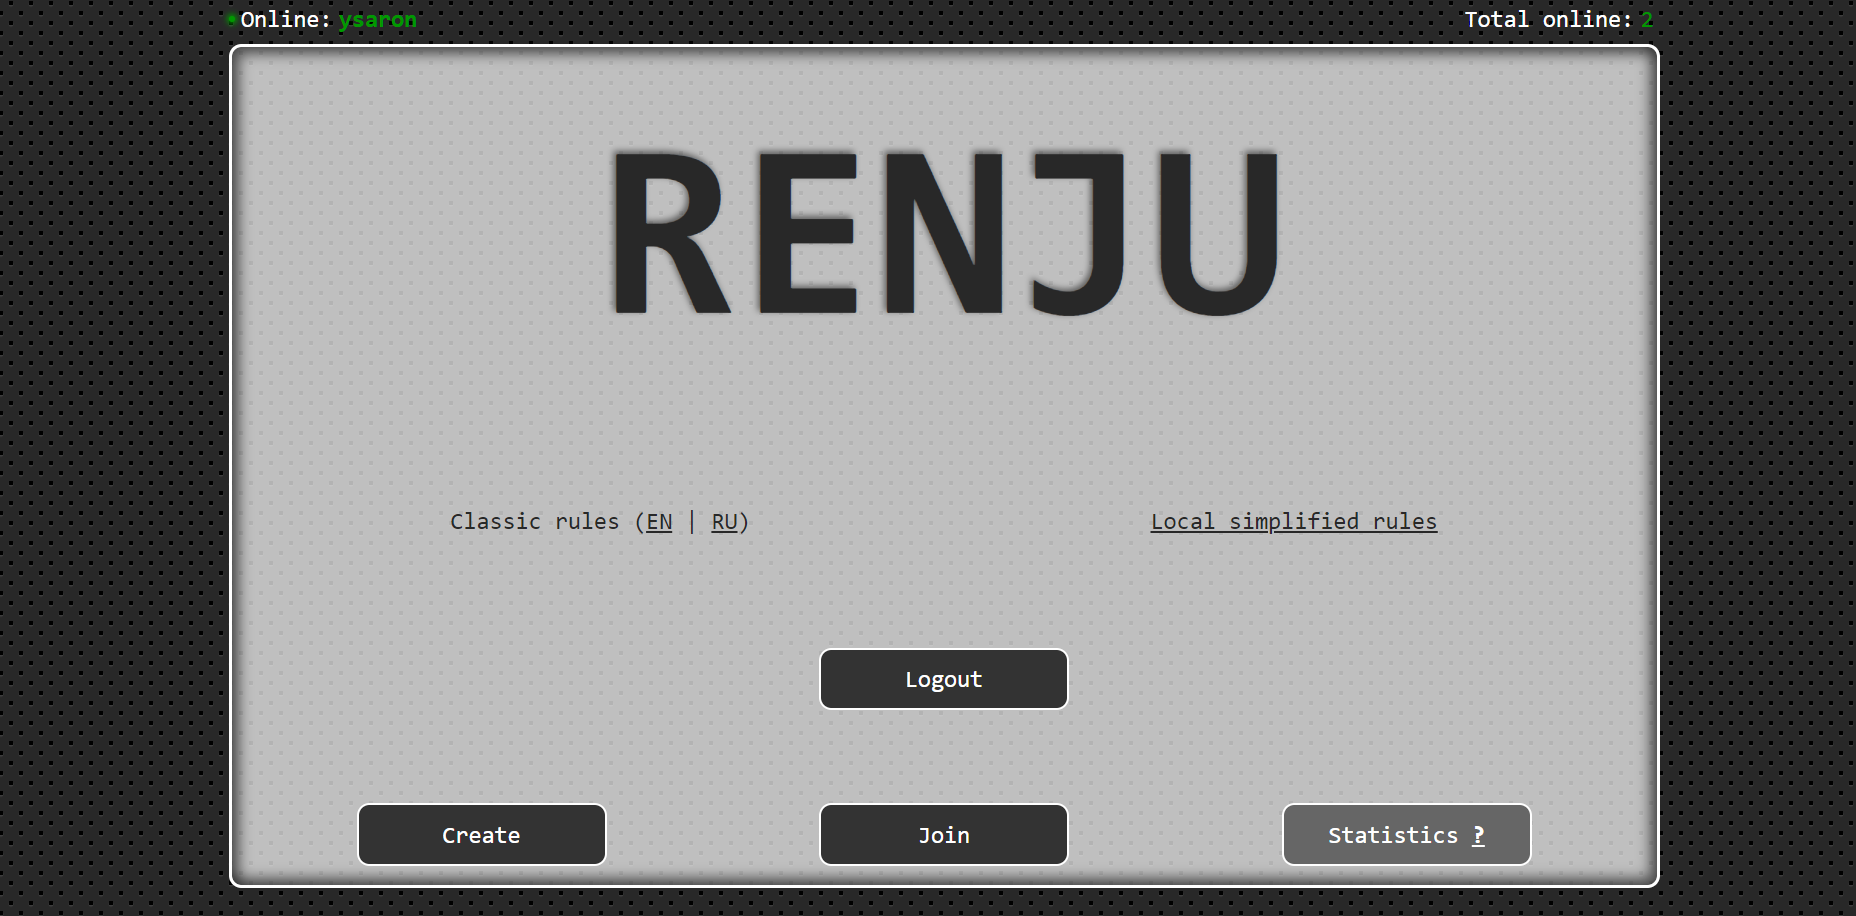 Online: ysaron
Total online: 2
RENJU
Classic rules (EN | RU)
Local simplified rules
Logout
Create
Join
Statistics ?